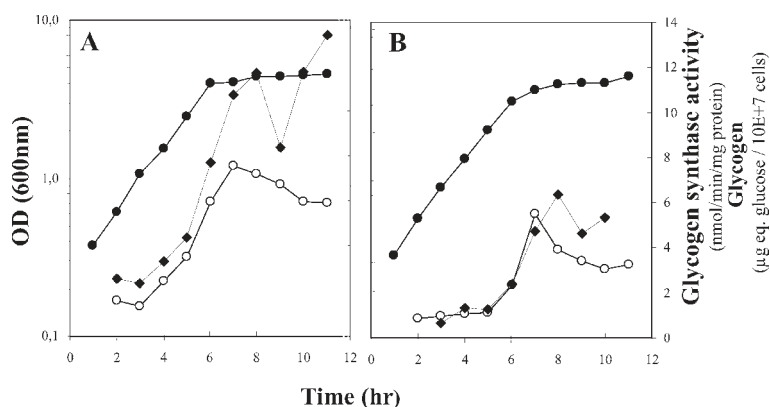 A
B
10,0
1,0
0,1
OD (600nm)
0 2 4 6 8 10 12
0 2 4 6 8 10 12
Time (hr)
14
12
10
8
6
4
2
0
Glycogen synthase activity
(nmol/min/mg protein)
Glycogen
(µg eq. glucose / 10E+7 cells)